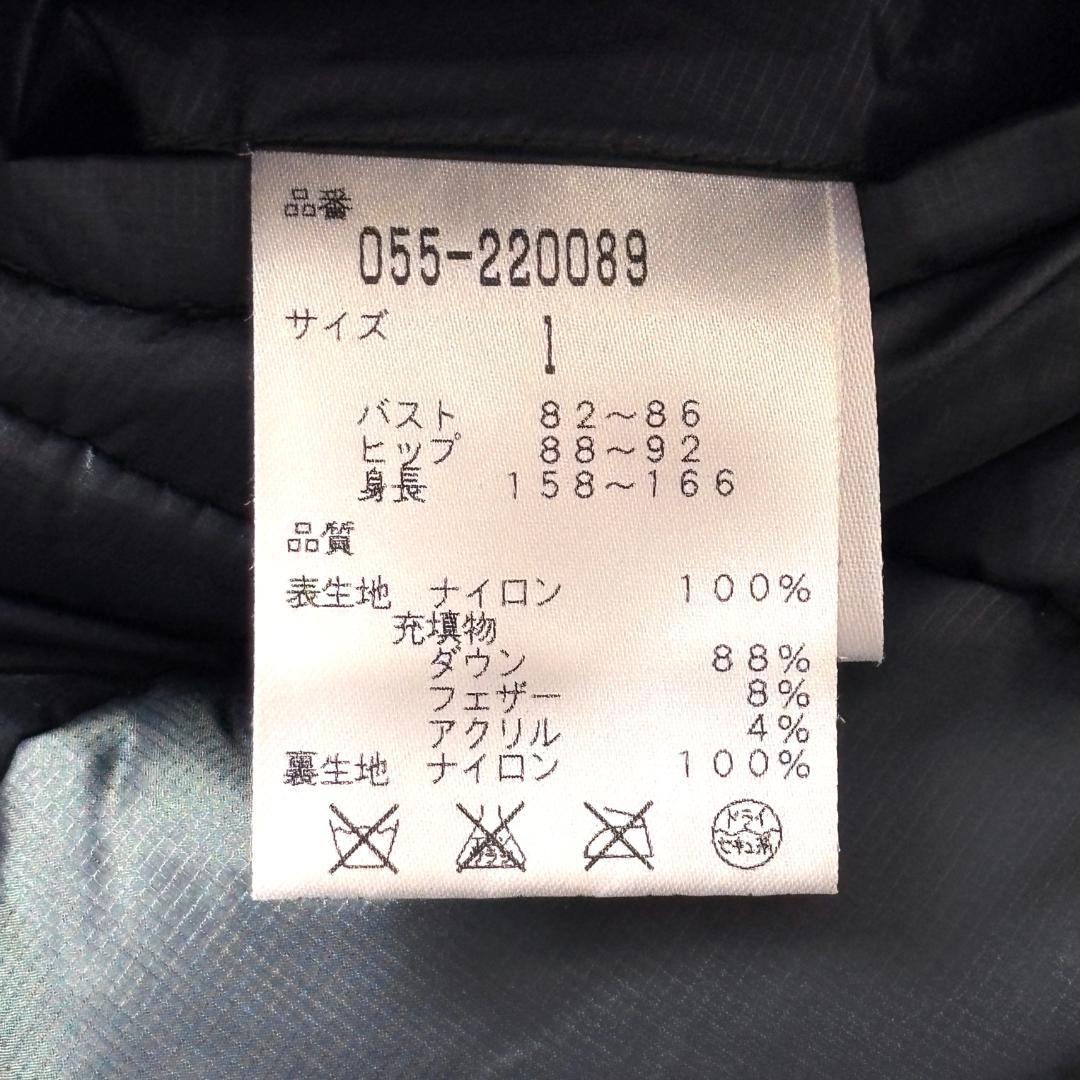 品番
055-220089
サイズ 1
バスト 82～86
ヒップ 88～92
身長 158～166
品質
表生地 ナイロン 100%
充填物
ダウン 88%
フェザー 8%
アクリル 4%
裏生地 ナイロン 100%
ドライ
セキユ系